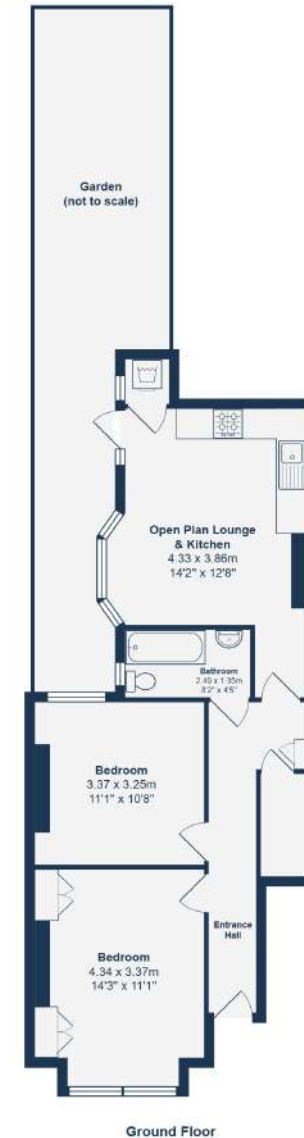 Garden
(not to scale)
Open Plan Lounge
& Kitchen
4.33 x 3.86m
14'2" x 12'8"
Bathroom
2.49 x 1.35m
8'2" x 4'5"
Bedroom
3.37 x 3.25m
11'1" x 10'8"
Entrance
Hall
Bedroom
4.34 x 3.37m
14'3" x 11'1"
Ground Floor